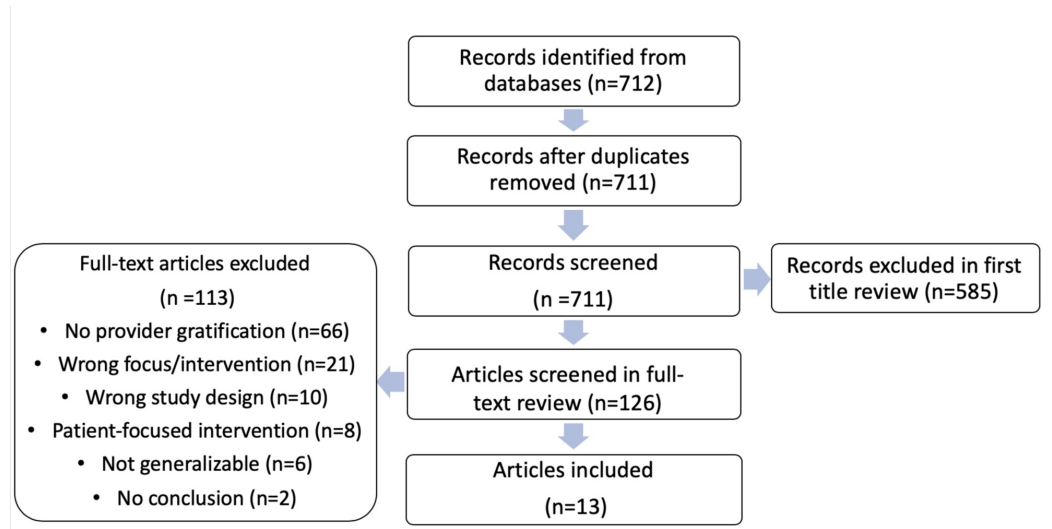 Records identified from
databases (n=712)
Records after duplicates
removed (n=711)
Records screened
(n =711)
Records excluded in first
title review (n=585)
Full-text articles excluded
(n =113)
• No provider gratification (n=66)
• Wrong focus/intervention (n=21)
• Wrong study design (n=10)
• Patient-focused intervention (n=8)
• Not generalizable (n=6)
• No conclusion (n=2)
Articles screened in full-
text review (n=126)
Articles included
(n=13)